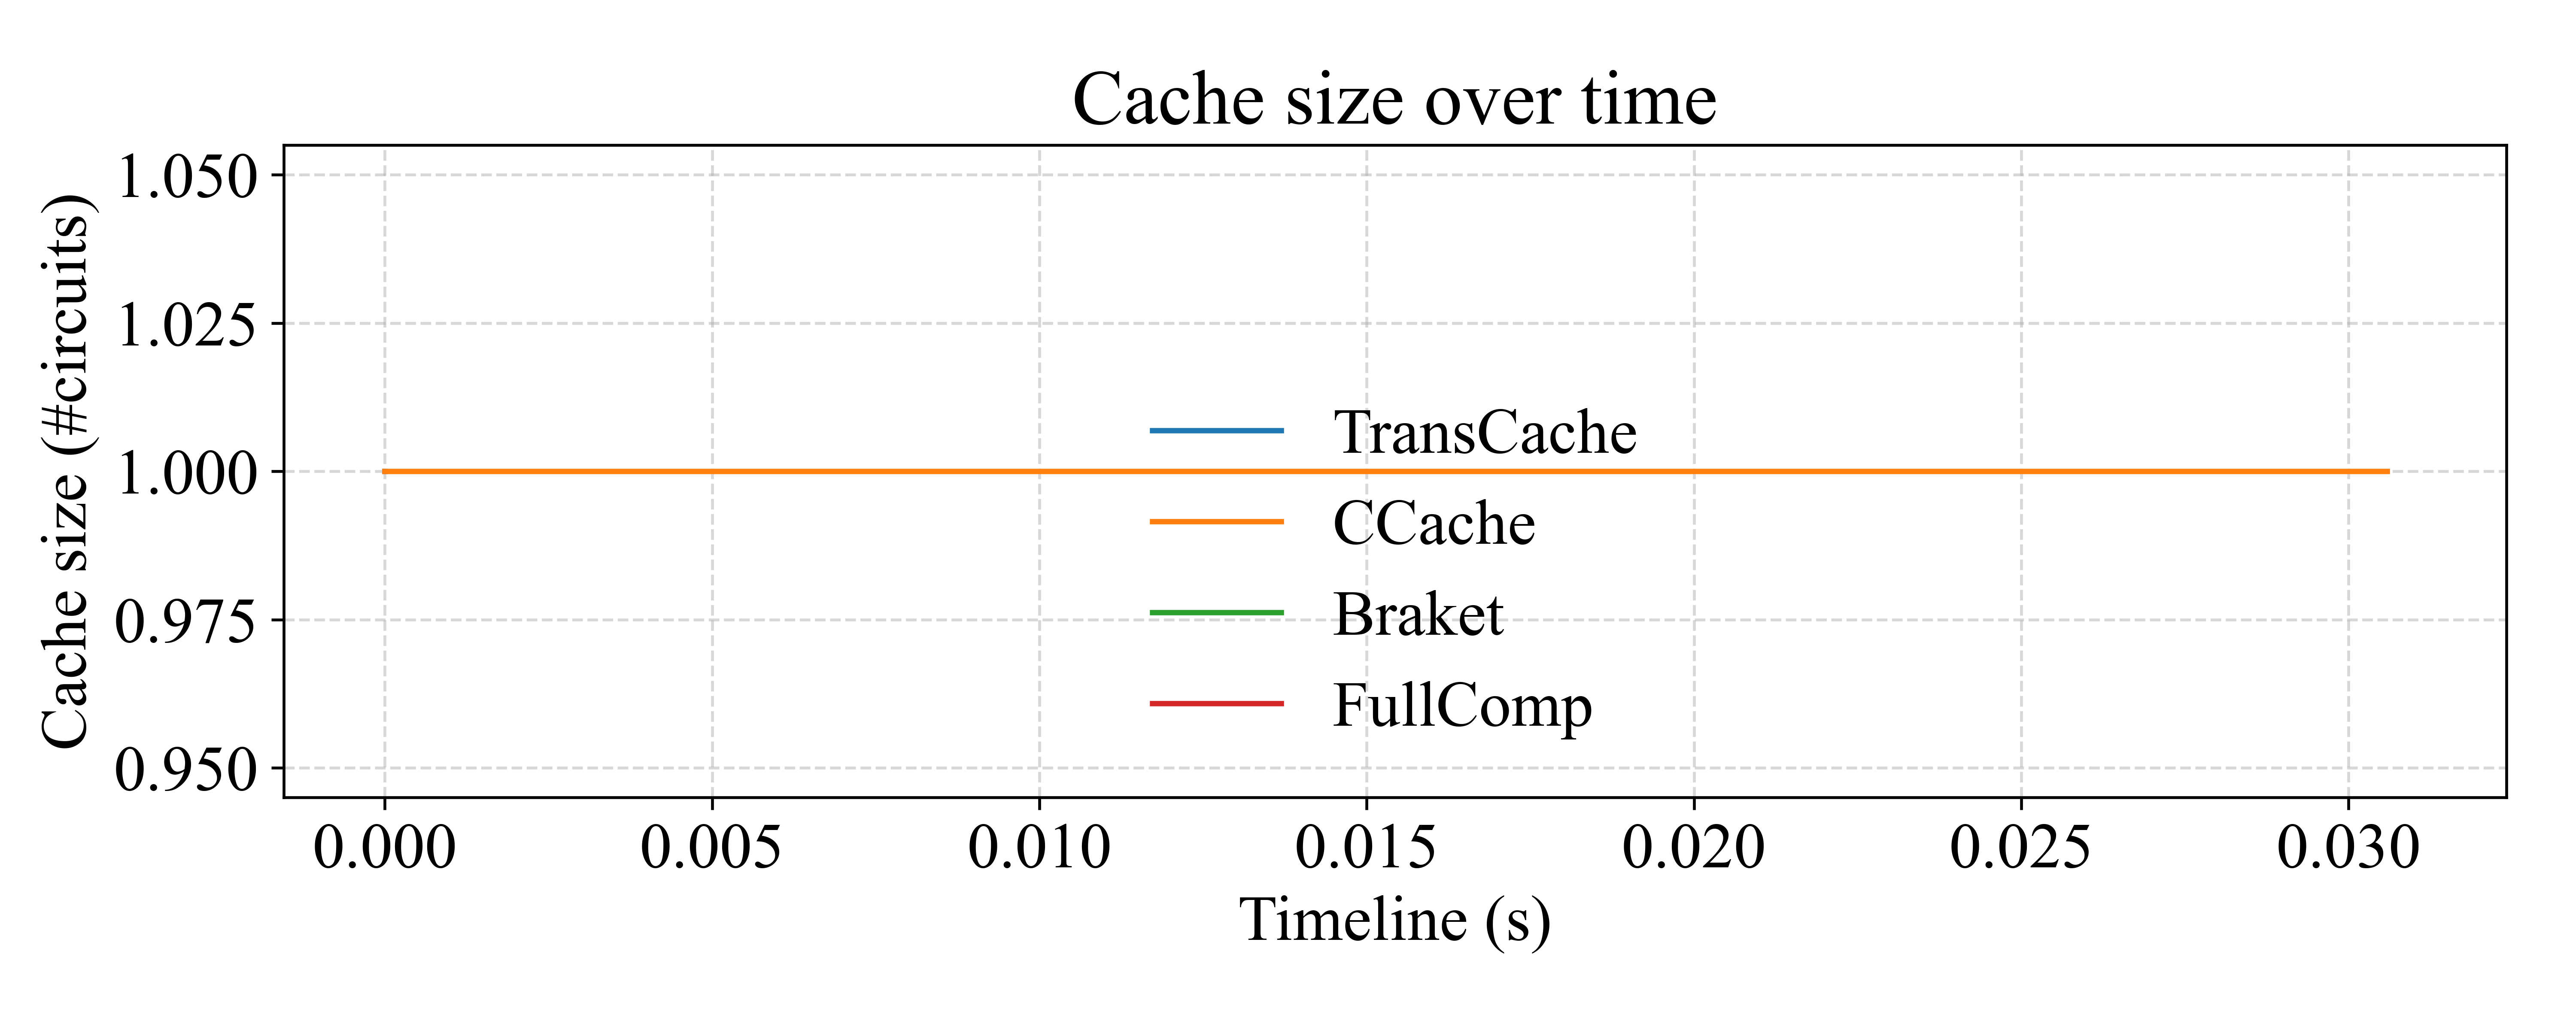 Cache size over time
Cache size (#circuits)
1.050
1.025
1.000
0.975
0.950
TransCache
CCache
Braket
FullComp
0.000 0.005 0.010 0.015 0.020 0.025 0.030
Timeline (s)